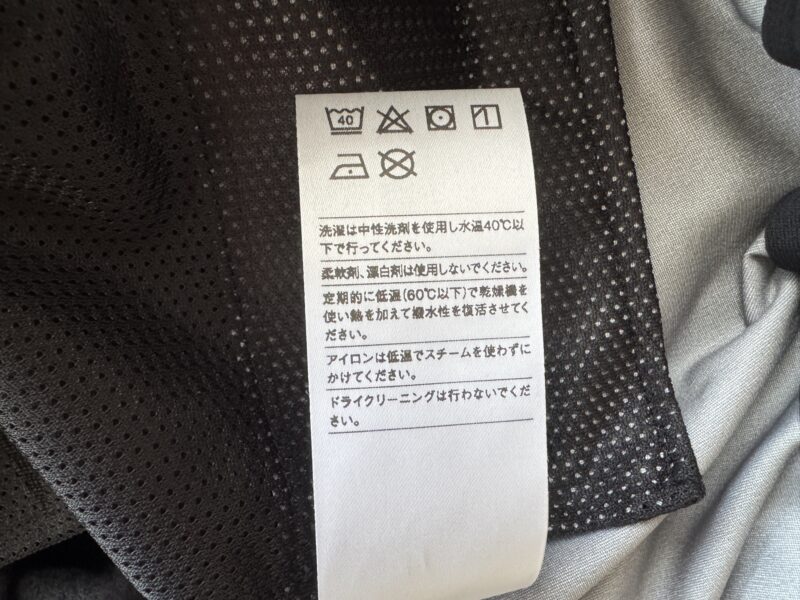 40
洗濯は中性洗剤を使用し水温40℃以
下で行ってください。
柔軟剤、漂白剤は使用しないでください。
定期的に低温(60℃以下)で乾燥機を
使い熱を加えて撥水性を復活させてく
ださい。
アイロンは低温でスチームを使わずに
かけてください。
ドライクリーニングは行わないでくだ
さい。